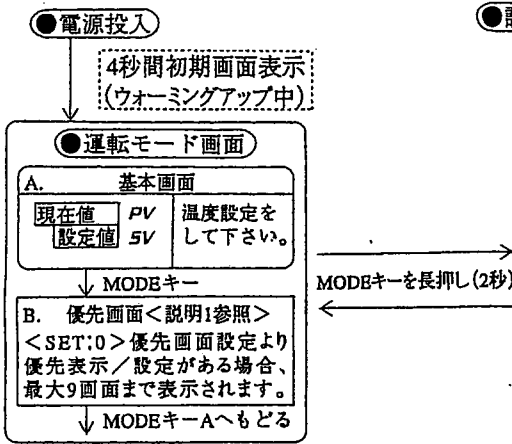 ●電源投入
4秒間初期画面表示
(ウォーミングアップ中)
●運転モード画面
A. 基本画面
現在値 PV
設定値 SV
温度設定を
して下さい。
MODEキー
MODEキーを長押し(2秒)
B. 優先画面<説明1参照>
<SET:0>優先画面設定より
優先表示/設定がある場合、
最大9画面まで表示されます。
MODEキーAへもどる